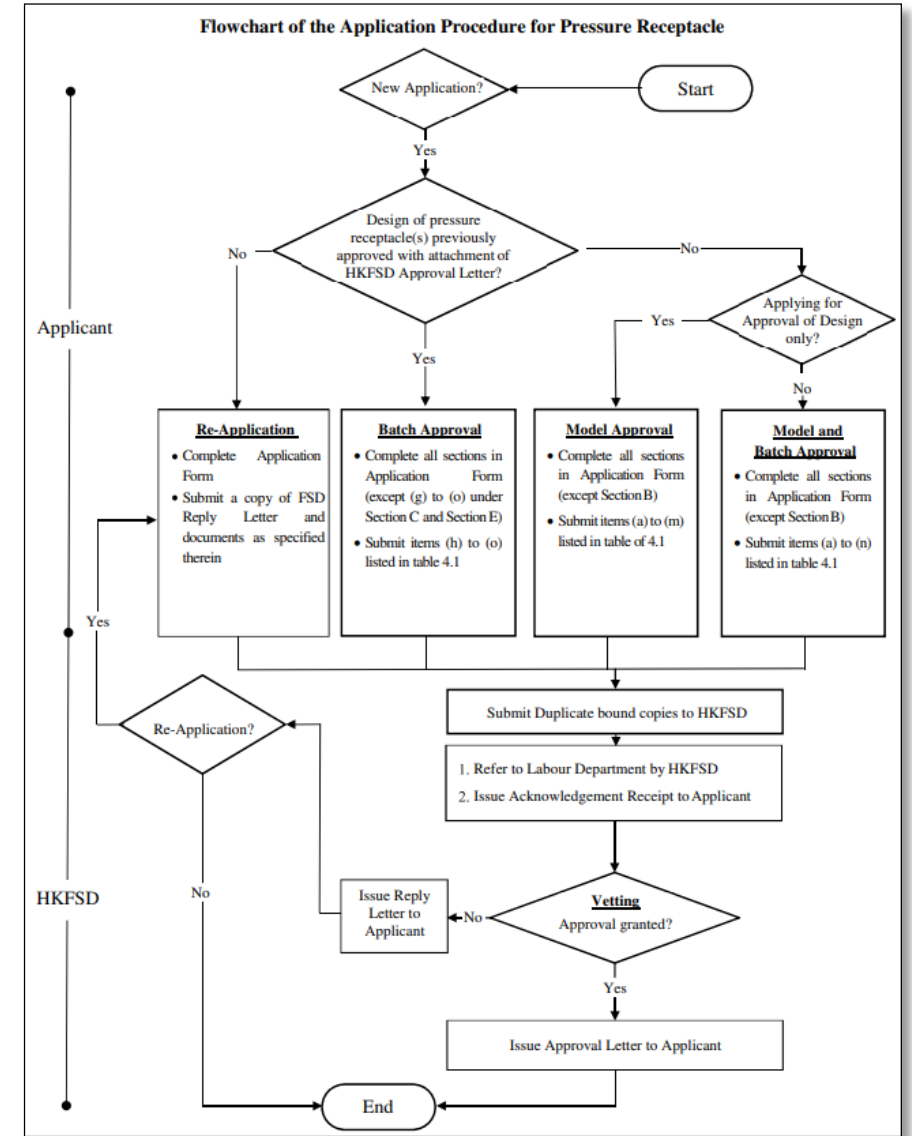 Flowchart of the Application Procedure for Pressure Receptacle
Start
New Application?
Yes
Design of pressure
receptacle(s) previously
approved with attachment of
HKFSD Approval Letter?
No
No
Applicant
Applying for
Approval of Design
only?
Yes
Yes
No
Re-Application
• Complete Application
Form
• Submit a copy of FSD
Reply Letter and
documents as specified
therein
Batch Approval
• Complete all sections in
Application Form
(except (g) to (o) under
Section C and Section E)
• Submit items (h) to (o)
listed in table 4.1
Model Approval
• Complete all sections
in Application Form
(except Section B)
• Submit items (a) to (m)
listed in table of 4.1
Model and
Batch Approval
• Complete all sections
in Application Form
(except Section B)
• Submit items (a) to (n)
listed in table 4.1
Yes
Submit Duplicate bound copies to HKFSD
Re-Application?
1. Refer to Labour Department by HKFSD
2. Issue Acknowledgement Receipt to Applicant
HKFSD
No
Issue Reply
Letter to
Applicant
No
Vetting
Approval granted?
Yes
Issue Approval Letter to Applicant
End